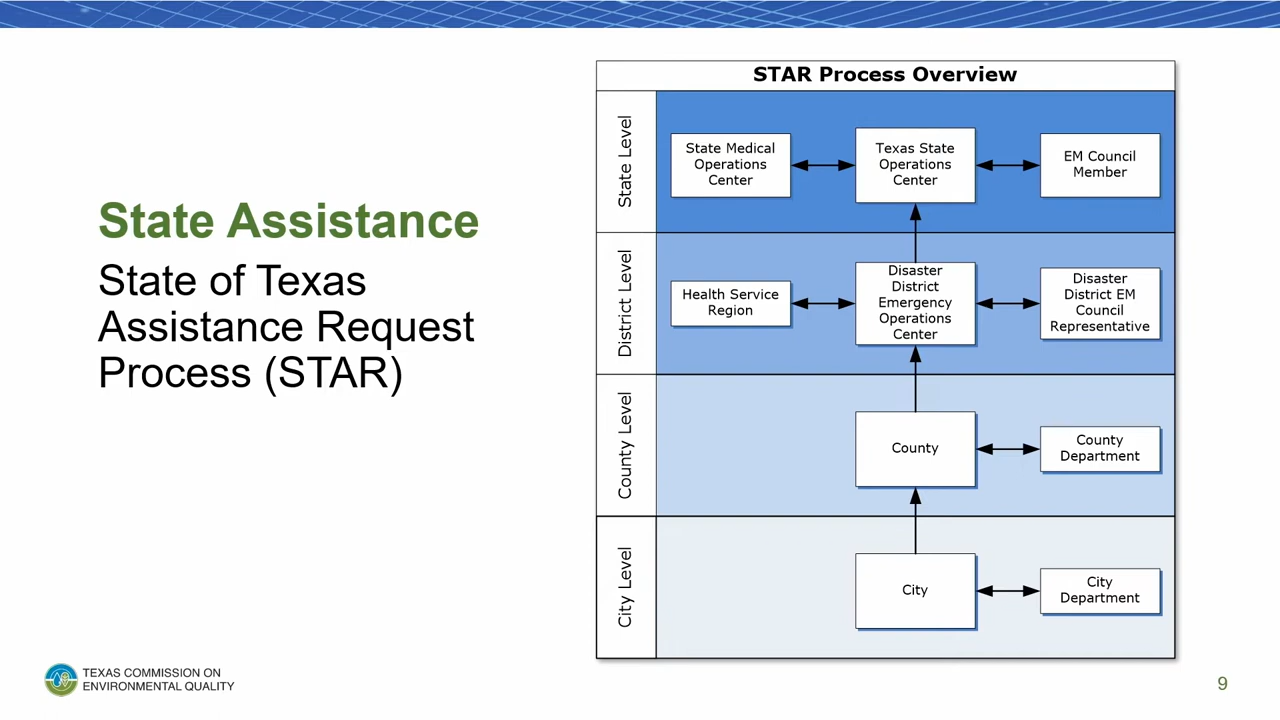 State Assistance
State of Texas
Assistance Request
Process (STAR)
STAR Process Overview
State Level
State Medical
Operations
Center
Texas State
Operations
Center
EM Council
Member
District Level
Health Service
Region
Disaster
District
Emergency
Operations
Center
Disaster
District EM
Council
Representative
County Level
County
County
Department
City Level
City
City
Department
TEXAS COMMISSION ON
ENVIRONMENTAL QUALITY
9